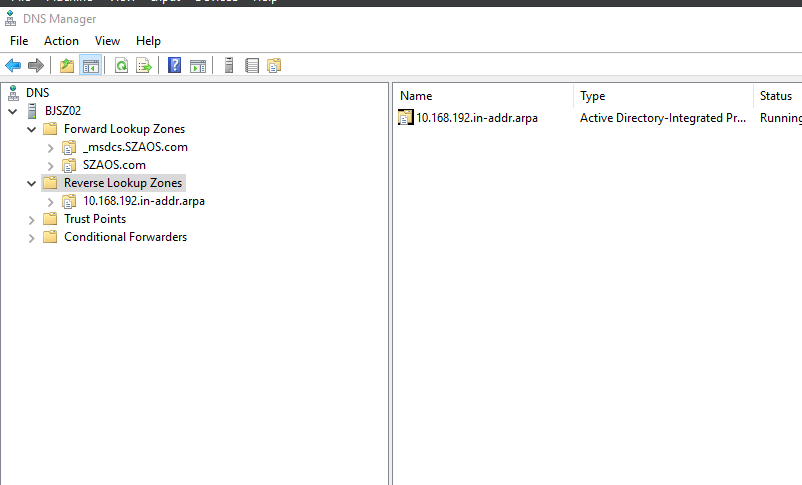 DNS Manager
File Action View Help
DNS
BJSZ02
Forward Lookup Zones
_msdcs.SZAOS.com
SZAOS.com
Reverse Lookup Zones
10.168.192.in-addr.arpa
Trust Points
Conditional Forwarders
Name Type Status
10.168.192.in-addr.arpa Active Directory-Integrated Pr... Running